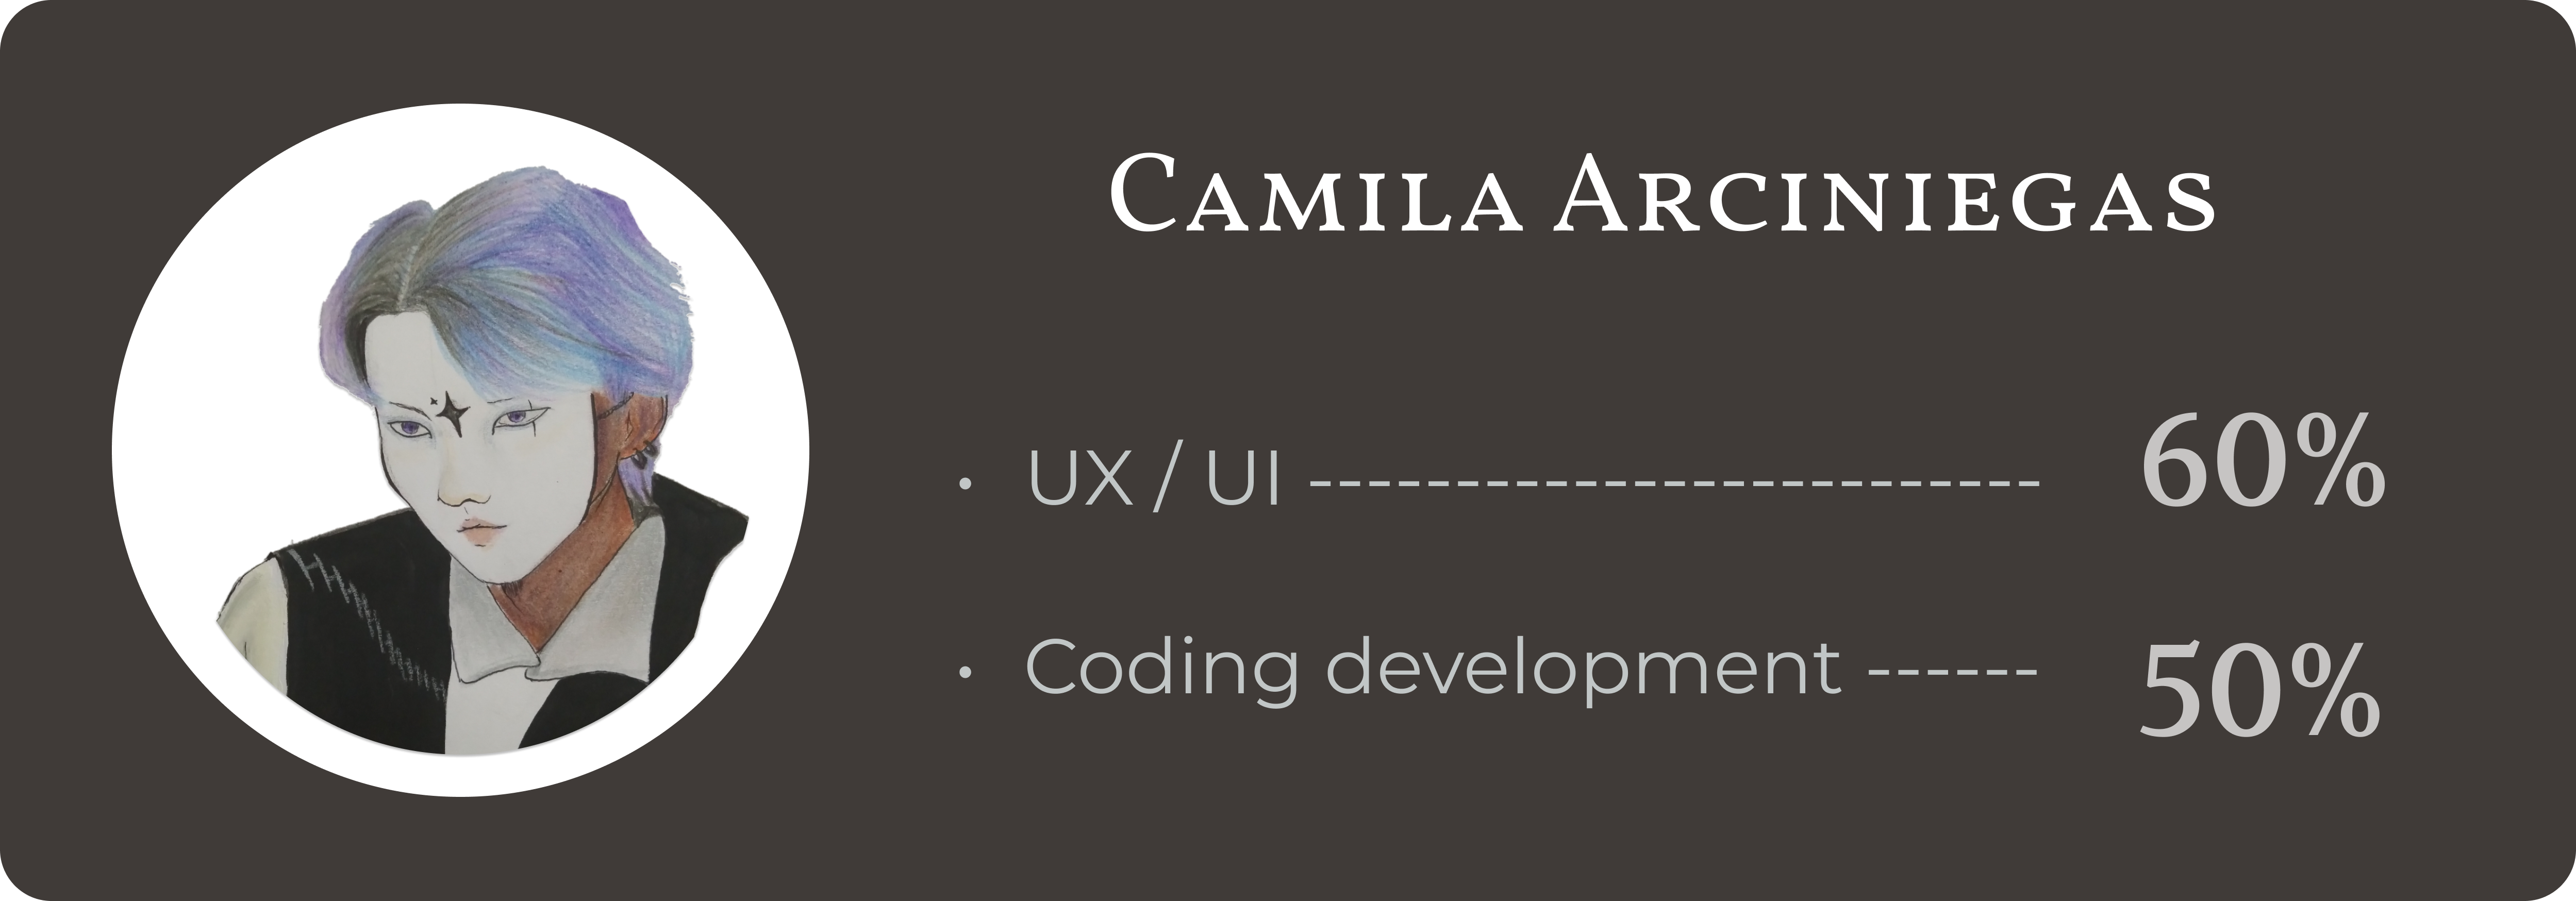 Camila Arciniegas
• UX / UI ------------------------- 60%
• Coding development ------ 50%